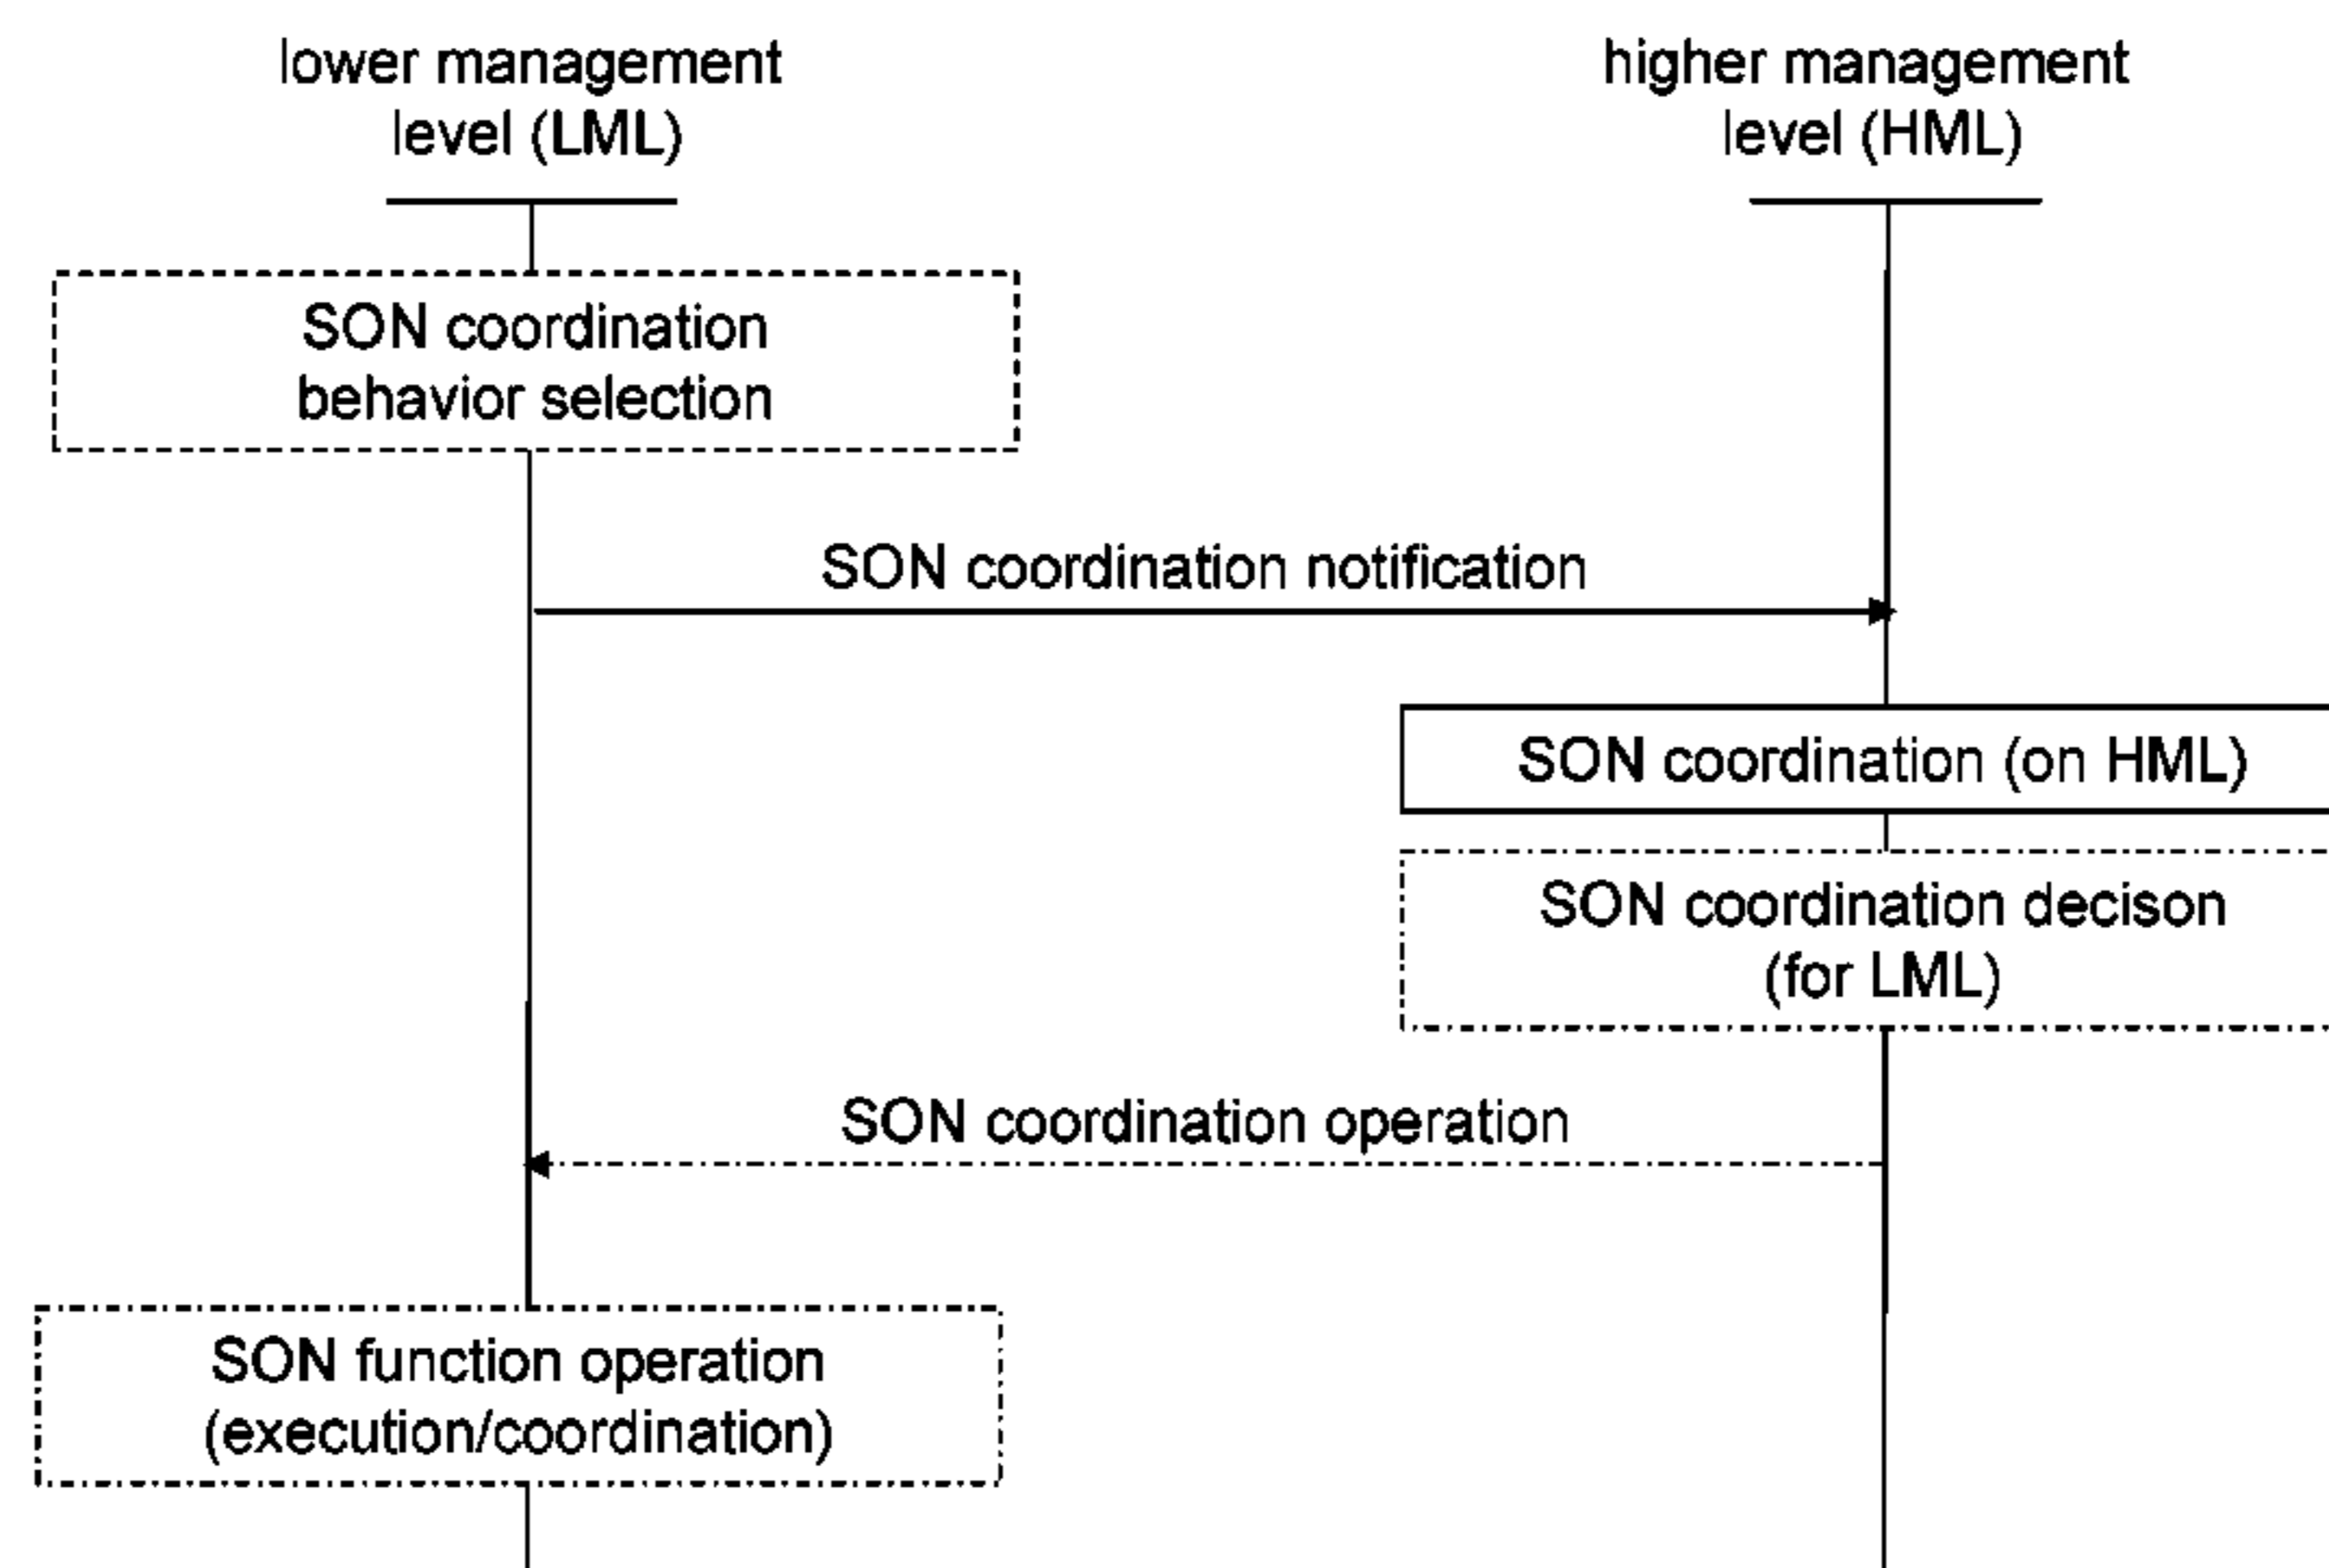 lower management
level (LML)
higher management
level (HML)
SON coordination
behavior selection
SON coordination notification
SON coordination (on HML)
SON coordination decison
(for LML)
SON coordination operation
SON function operation
(execution/coordination)